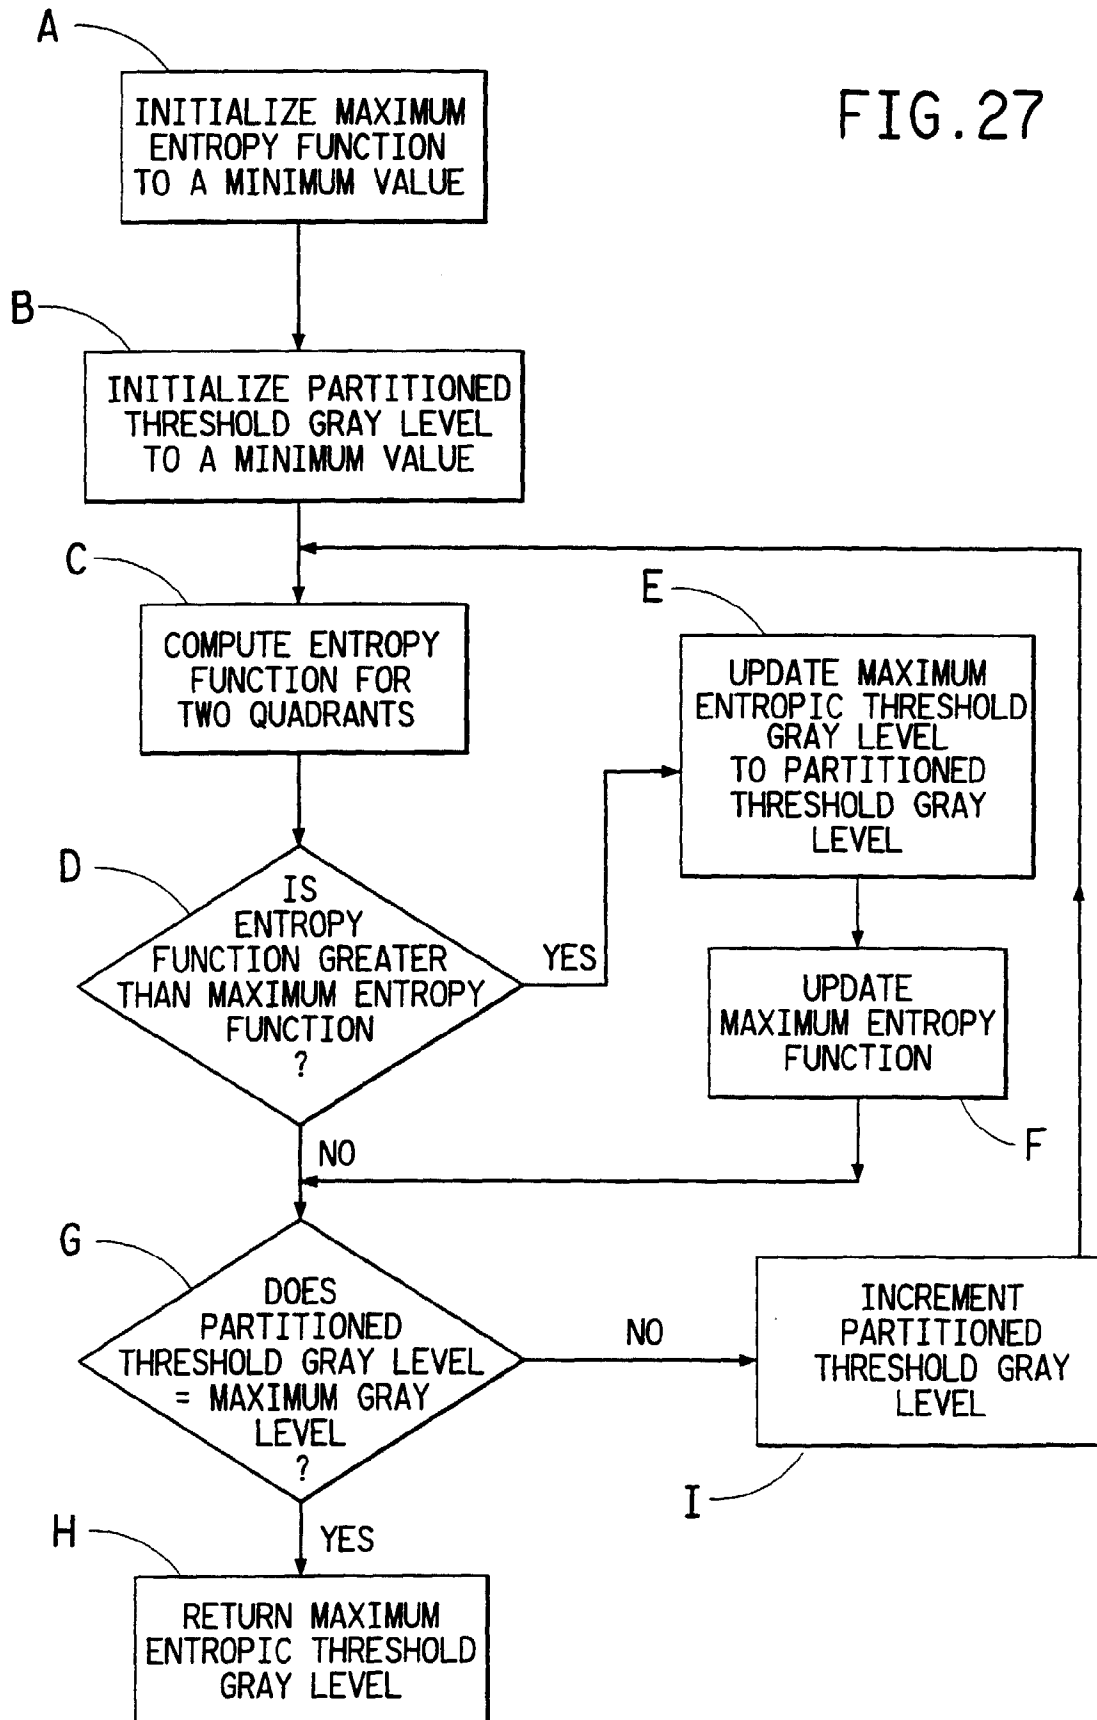 A
INITIALIZE MAXIMUM
ENTROPY FUNCTION
TO A MINIMUM VALUE
FIG.27
B
INITIALIZE PARTITIONED
THRESHOLD GRAY LEVEL
TO A MINIMUM VALUE
C
COMPUTE ENTROPY
FUNCTION FOR
TWO QUADRANTS
D
IS
ENTROPY
FUNCTION GREATER
THAN MAXIMUM ENTROPY
FUNCTION
?
YES
E
UPDATE MAXIMUM
ENTROPIC THRESHOLD
GRAY LEVEL
TO PARTITIONED
THRESHOLD GRAY
LEVEL
UPDATE
MAXIMUM ENTROPY
FUNCTION
F
NO
G
DOES
PARTITIONED
THRESHOLD GRAY LEVEL
= MAXIMUM GRAY
LEVEL
?
NO
INCREMENT
PARTITIONED
THRESHOLD GRAY
LEVEL
I
YES
H
RETURN MAXIMUM
ENTROPIC THRESHOLD
GRAY LEVEL